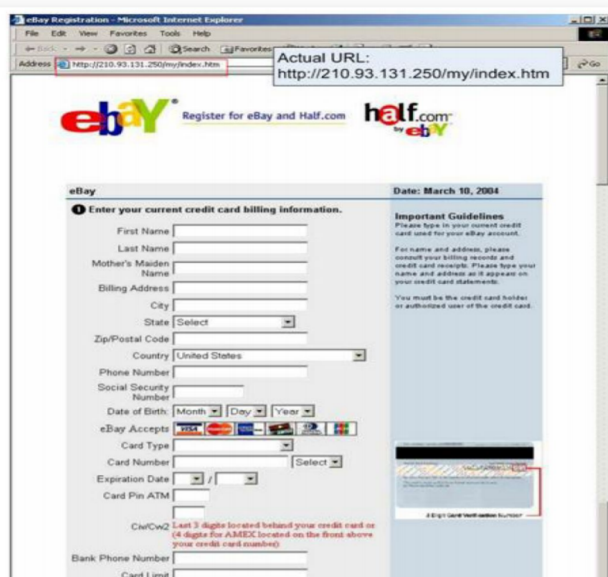 eBay Registration - Microsoft Internet Explorer
File Edit View Favorites Tools Help
Search Favorites
Address http://210.93.131.250/my/index.htm Go
Actual URL:
http://210.93.131.250/my/index.htm
ebaY Register for eBay and Half.com half.com
by ebaY
eBay Date: March 10, 2004
1 Enter your current credit card billing information.
First Name
Last Name
Mother's Maiden
Name
Billing Address
City
State Select
Zip/Postal Code
Country United States
Phone Number
Social Security
Number
Date of Birth: Month Day Year
eBay Accepts VISA
Card Type
Card Number Select
Expiration Date /
Card Pin ATM
Civ/Cw2 Last 3 digits located behind your credit card or
(4 digits for AMEX located on the front above
your credit card number)
Bank Phone Number
Card Limit
Important Guidelines
Please type in your current credit
card used for your eBay account.
For name and address, please
consult your billing records and
credit card receipts. Please type your
name and address as it appears on
your credit card statements.
You must be the credit card holder
or authorized user of the credit card.
3 Digit Card Verification Number